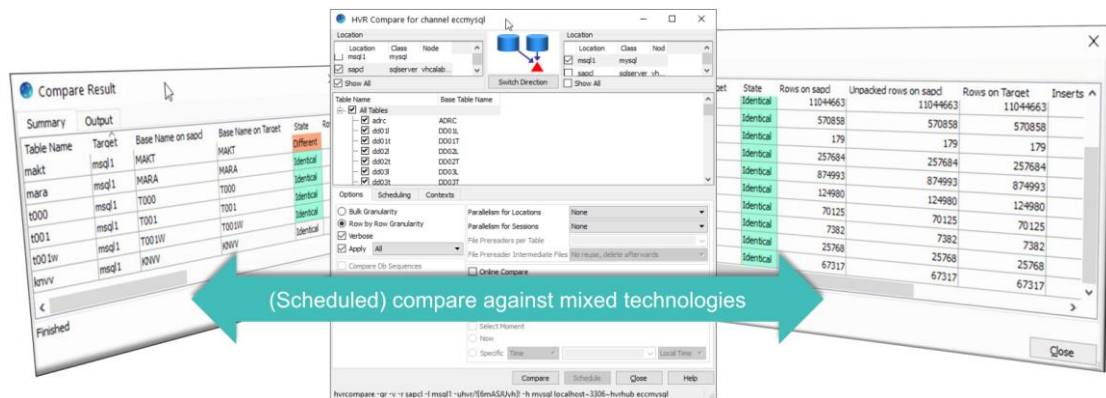 Compare Result
Summary Output
Table Name Target Base Name on sapd Base Name on Target State Ro
makt msql1 MAKT MAKT Different
mara msql1 MARA MARA Identical
t000 msql1 T000 T000 Identical
t001 msql1 T001 T001 Identical
t001w msql1 T001W T001W Identical
knvv msql1 KNVV KNVV Identical
Finished
HVR Compare for channel eccmysql
Location
Location Class Node
msql1 mysql
sapd sqlserver vhcalab...
Show All
Switch Direction
Location
Location Class Nod
msql1 mysql
sapd sqlserver vh...
Show All
Table Name Base Table Name
All Tables
adrc ADRC
dd01l DD01L
dd01t DD01T
dd02l DD02L
dd02t DD02T
dd03l DD03L
dd03t DD03T
Options Scheduling Contexts
Bulk Granularity
Row by Row Granularity
Verbose
Apply All
Compare Db Sequences
Parallelism for Locations None
Parallelism for Sessions None
File Prereaders per Table
File Prereader Intermediate Files No reuse, delete afterwards
Online Compare
(Scheduled) compare against mixed technologies
Select Moment
Now
Specific Time Local Time
Compare Schedule Close Help
State Rows on sapd Unpacked rows on sapd Rows on Target Inserts
Identical 11044663 11044663 11044663
Identical 570858 570858 570858
Identical 179 179 179
Identical 257684 257684 257684
Identical 874993 874993 874993
Identical 124980 124980 124980
Identical 70125 70125 70125
Identical 7382 7382 7382
Identical 25768 25768 25768
Identical 67317 67317 67317
Close